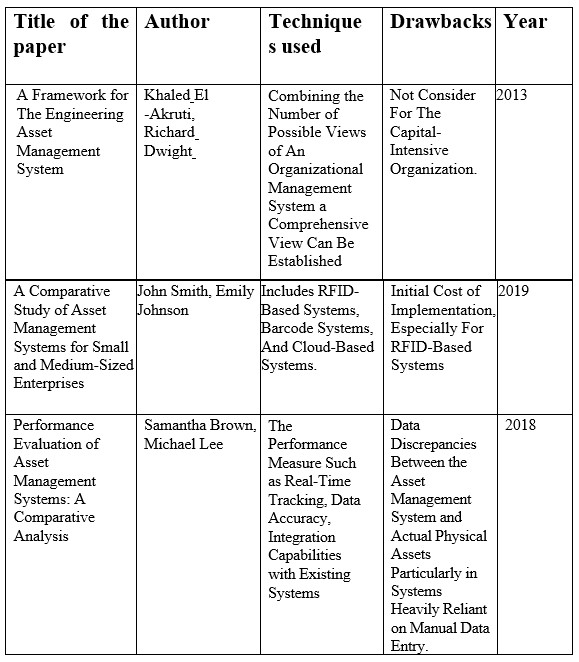 Title of the
paper
Author
Technique
s used
Drawbacks
Year
A Framework for
The Engineering
Asset
Management
System
Khaled El
-Akruti,
Richard
Dwight
Combining the
Number of
Possible Views
of An
Organizational
Management
System a
Comprehensive
View Can Be
Established
Not Consider
For The
Capital-
Intensive
Organization.
2013
A Comparative
Study of Asset
Management
Systems for Small
and Medium-Sized
Enterprises
John Smith, Emily
Johnson
Includes RFID-
Based Systems,
Barcode Systems,
And Cloud-Based
Systems.
Initial Cost of
Implementation,
Especially For
RFID-Based
Systems
2019
Performance
Evaluation of
Asset
Management
Systems: A
Comparative
Analysis
Samantha Brown,
Michael Lee
The
Performance
Measure Such
as Real-Time
Tracking, Data
Accuracy,
Integration
Capabilities
with Existing
Systems
Data
Discrepancies
Between the
Asset
Management
System and
Actual Physical
Assets
Particularly in
Systems
Heavily Reliant
on Manual Data
Entry.
2018